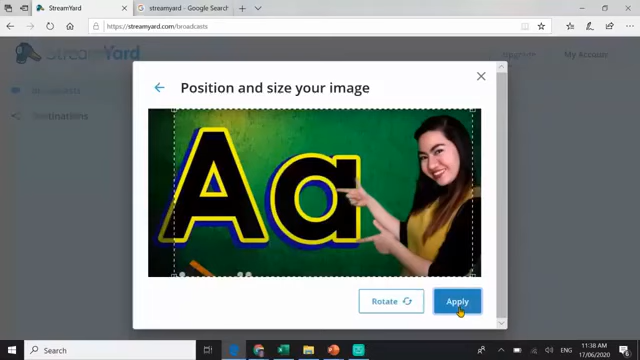 StreamYard
streamyard - Google Search
https://streamyard.com/broadcasts
StreamYard
My Account
Destinations
Position and size your image
Aa
Rotate
Apply
Search
ENG
11:38 AM
17/06/2020